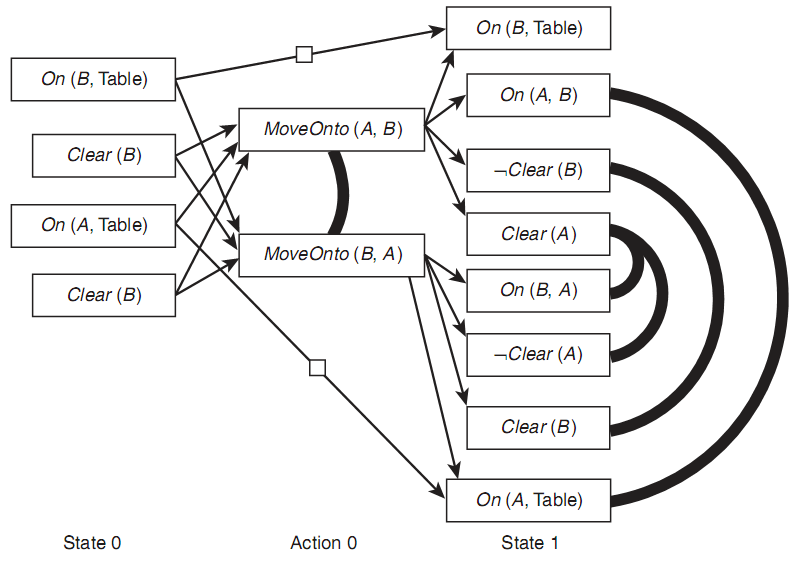 On (B, Table)
Clear (B)
On (A, Table)
Clear (B)
MoveOnto (A, B)
MoveOnto (B, A)
On (B, Table)
On (A, B)
¬Clear (B)
Clear (A)
On (B, A)
¬Clear (A)
Clear (B)
On (A, Table)
State 0
Action 0
State 1